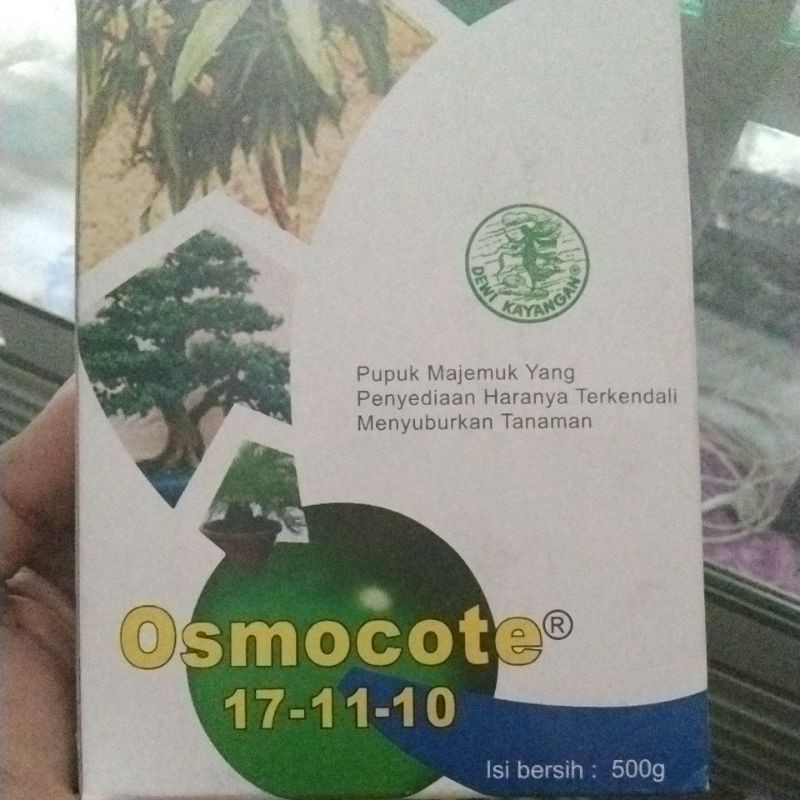 DEWI KAYANGAN®
Pupuk Majemuk Yang
Penyediaan Haranya Terkendali
Menyuburkan Tanaman
Osmocote®
17-11-10
Isi bersih : 500g